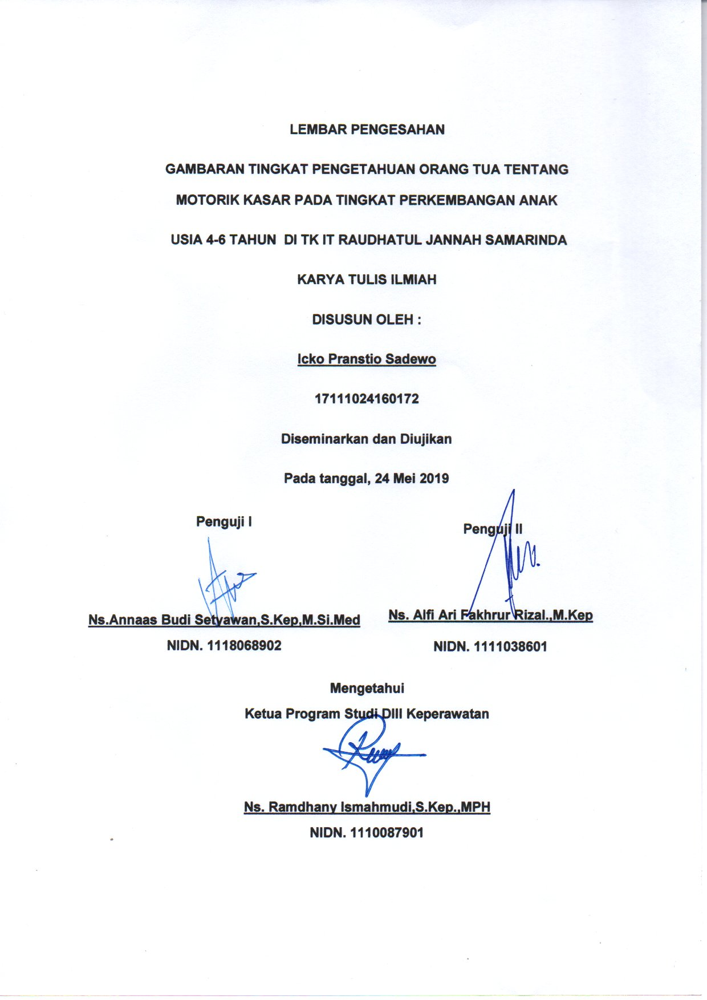 LEMBAR PENGESAHAN
GAMBARAN TINGKAT PENGETAHUAN ORANG TUA TENTANG
MOTORIK KASAR PADA TINGKAT PERKEMBANGAN ANAK
USIA 4-6 TAHUN DI TK IT RAUDHATUL JANNAH SAMARINDA
KARYA TULIS ILMIAH
DISUSUN OLEH :
Icko Pranstio Sadewo
17111024160172
Diseminarkan dan Diujikan
Pada tanggal, 24 Mei 2019
Penguji I
Ns.Annaas Budi Setyawan,S.Kep,M.Si.Med
NIDN. 1118068902
Penguji II
Ns. Alfi Ari Fakhrur Rizal.,M.Kep
NIDN. 1111038601
Mengetahui
Ketua Program Studi DIII Keperawatan
Ns. Ramdhany Ismahmudi,S.Kep.,MPH
NIDN. 1110087901